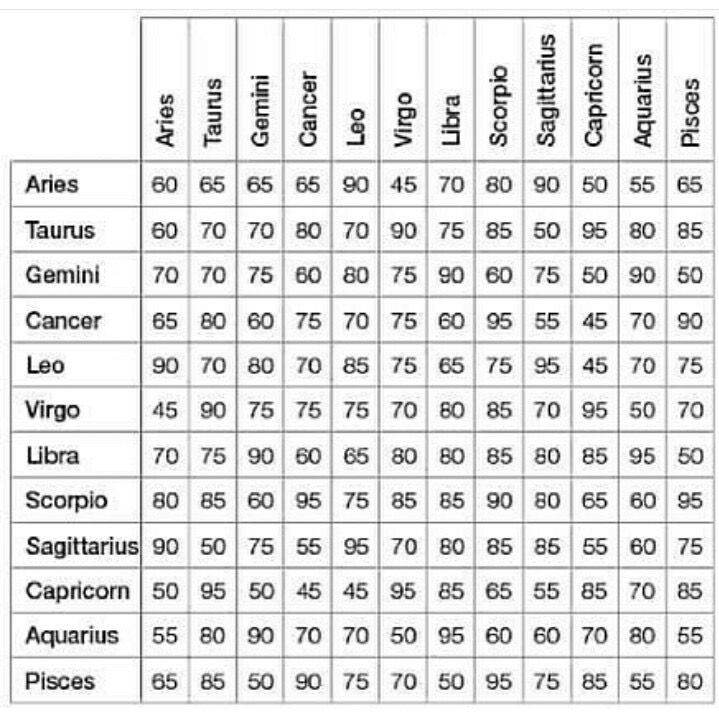 Aries Taurus Gemini Cancer Leo Virgo Libra Scorpio Sagittarius Capricorn Aquarius Pisces
Aries 60 65 65 65 90 45 70 80 90 50 55 65
Taurus 60 70 70 80 70 90 75 85 50 95 80 85
Gemini 70 70 75 60 80 75 90 60 75 50 90 50
Cancer 65 80 60 75 70 75 60 95 55 45 70 90
Leo 90 70 80 70 85 75 65 75 95 45 70 75
Virgo 45 90 75 75 75 70 80 85 70 95 50 70
Libra 70 75 90 60 65 80 80 85 80 85 95 50
Scorpio 80 85 60 95 75 85 85 90 80 65 60 95
Sagittarius 90 50 75 55 95 70 80 85 85 55 60 75
Capricorn 50 95 50 45 45 95 85 65 55 85 70 85
Aquarius 55 80 90 70 70 50 95 60 60 70 80 55
Pisces 65 85 50 90 75 70 50 95 75 85 55 80